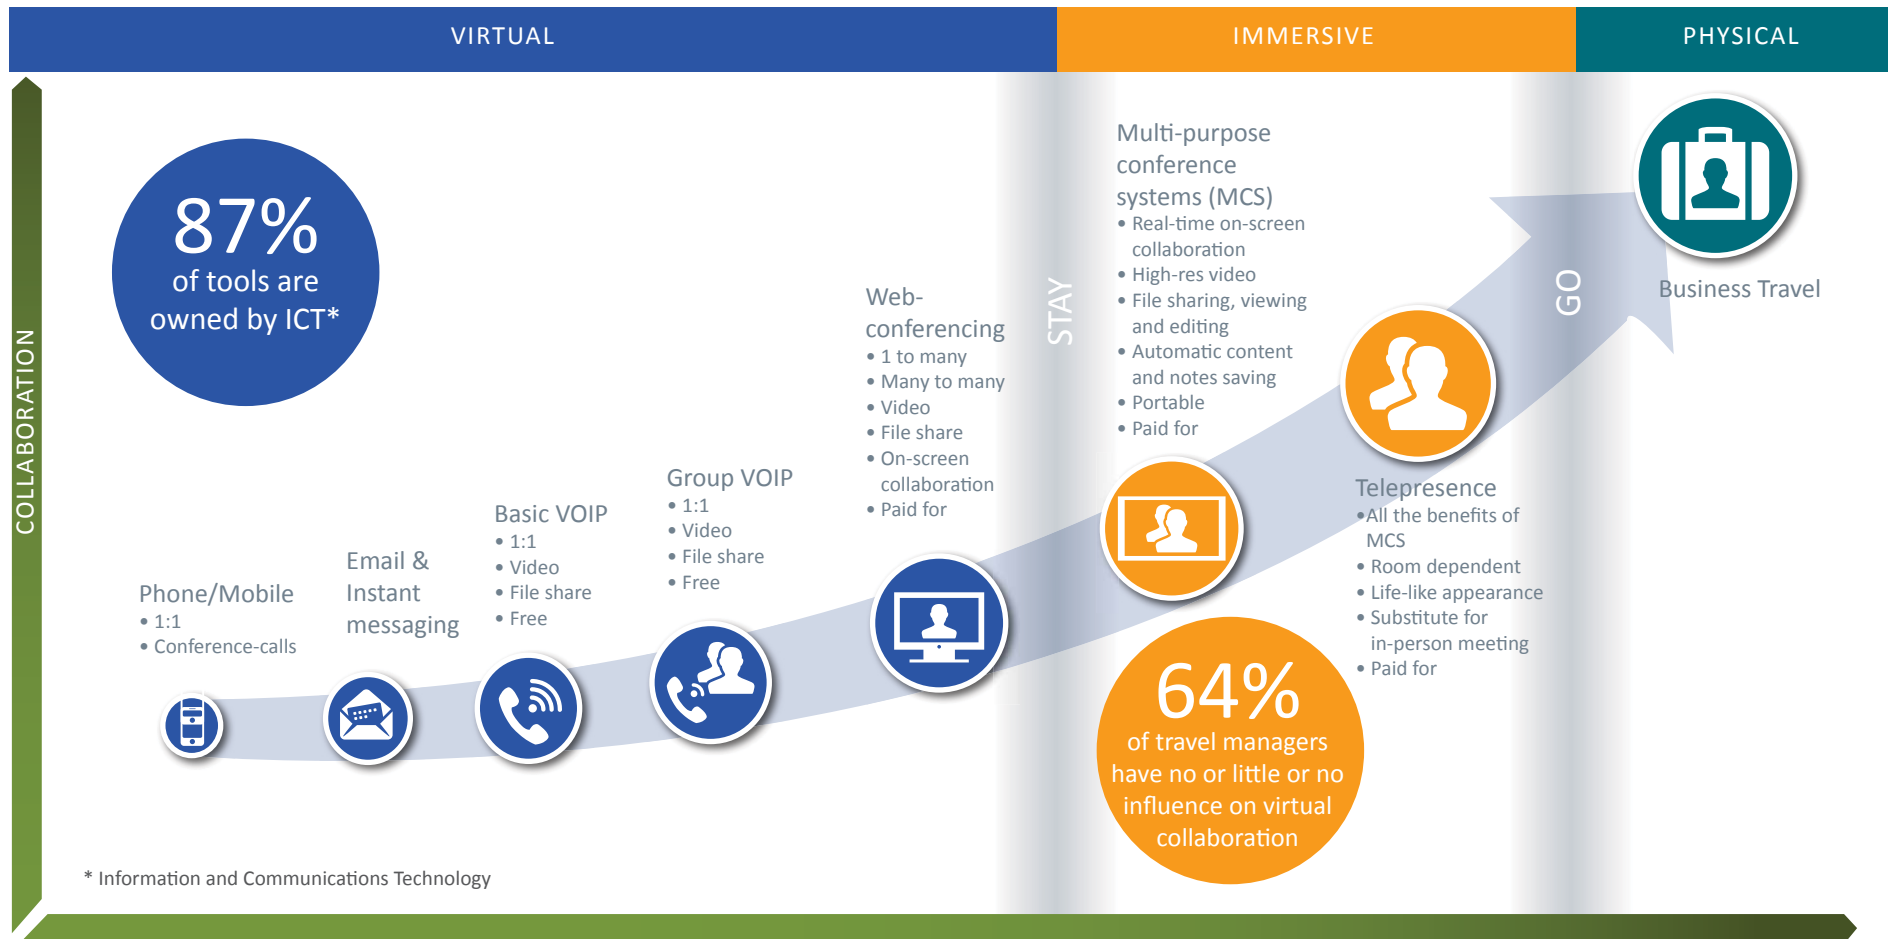 VIRTUAL
IMMERSIVE
PHYSICAL
COLLABORATION
87%
of tools are
owned by ICT*
Phone/Mobile
• 1:1
• Conference-calls
Email &
Instant
messaging
Basic VOIP
• 1:1
• Video
• File share
• Free
Group VOIP
• 1:1
• Video
• File share
• Free
Web-
conferencing
• 1 to many
• Many to many
• Video
• File share
• On-screen
collaboration
• Paid for
STAY
Multi-purpose
conference
systems (MCS)
• Real-time on-screen
collaboration
• High-res video
• File sharing, viewing
and editing
• Automatic content
and notes saving
• Portable
• Paid for
Telepresence
•All the benefits of
MCS
• Room dependent
• Life-like appearance
• Substitute for
in-person meeting
• Paid for
GO
Business Travel
64%
of travel managers
have no or little or no
influence on virtual
collaboration
* Information and Communications Technology